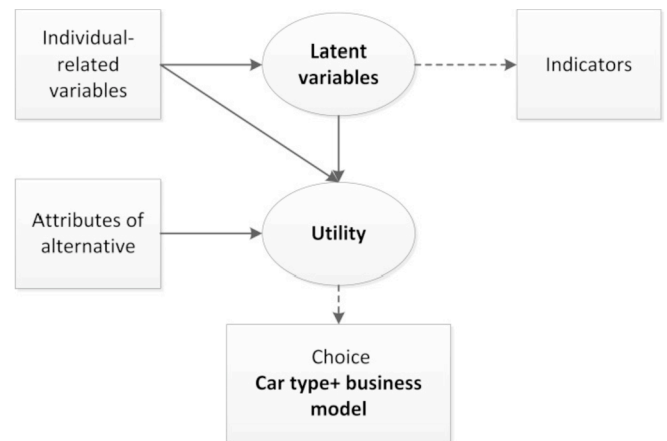 Individual-
related
variables
Latent
variables
Indicators
Attributes of
alternative
Utility
Choice
Car type+ business
model